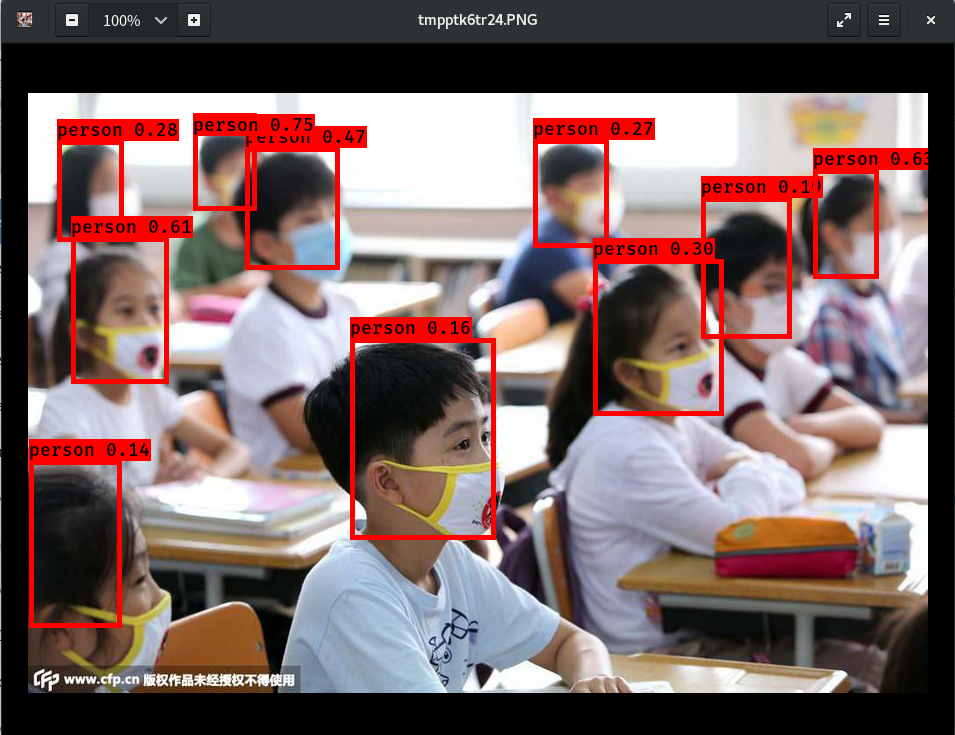 100%
tmpptk6tr24.PNG
person 0.28
person 0.75
person 0.47
person 0.27
person 0.63
person 0.19
person 0.61
person 0.30
person 0.16
person 0.14
CFP www.cfp.cn 版权作品未经授权不得使用